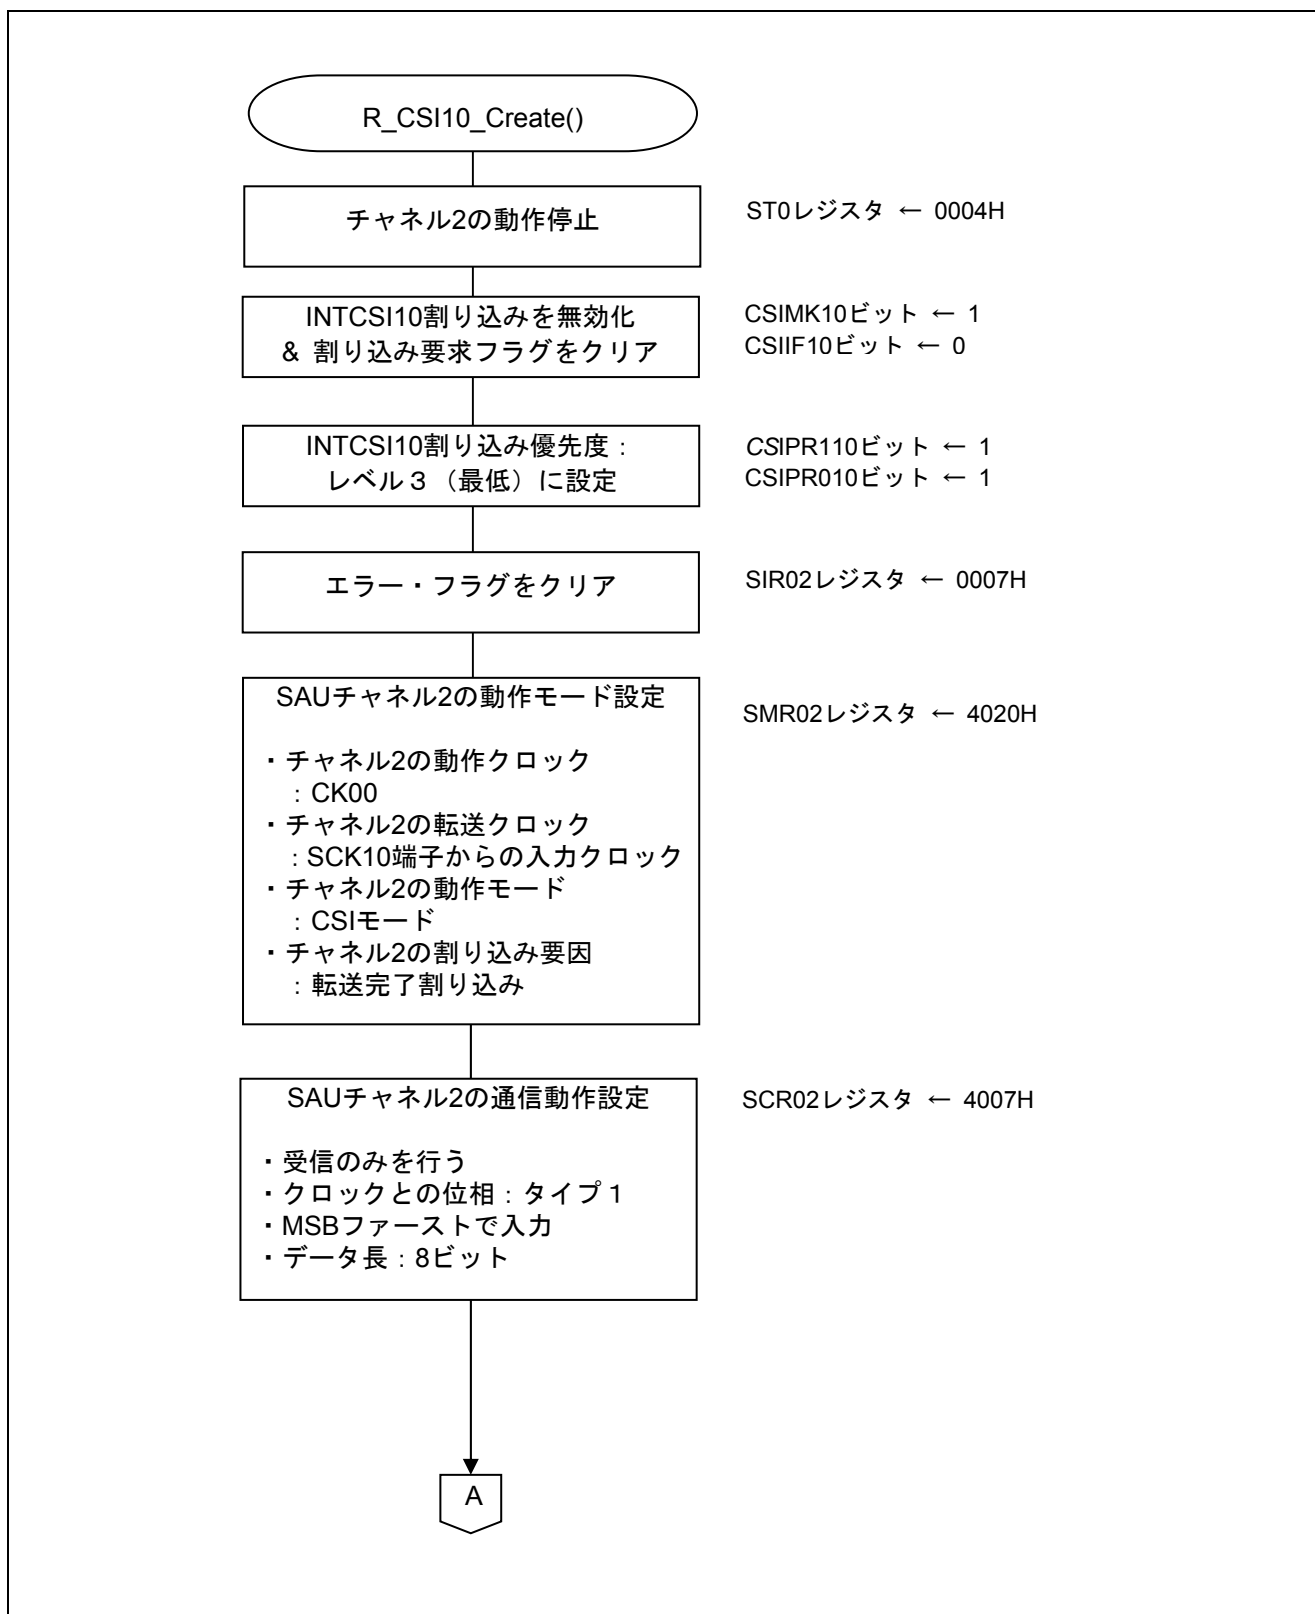 R_CSI10_Create()
チャネル2の動作停止
ST0レジスタ ← 0004H
INTCSI10割り込みを無効化
& 割り込み要求フラグをクリア
CSIMK10ビット ← 1
CSIIF10ビット ← 0
INTCSI10割り込み優先度：
レベル３（最低）に設定
CSIPR110ビット ← 1
CSIPR010ビット ← 1
エラー・フラグをクリア
SIR02レジスタ ← 0007H
SAUチャネル2の動作モード設定
SMR02レジスタ ← 4020H
・チャネル2の動作クロック
：CK00
・チャネル2の転送クロック
：SCK10端子からの入力クロック
・チャネル2の動作モード
：CSIモード
・チャネル2の割り込み要因
：転送完了割り込み
SAUチャネル2の通信動作設定
SCR02レジスタ ← 4007H
・受信のみを行う
・クロックとの位相：タイプ１
・MSBファーストで入力
・データ長：8ビット
A